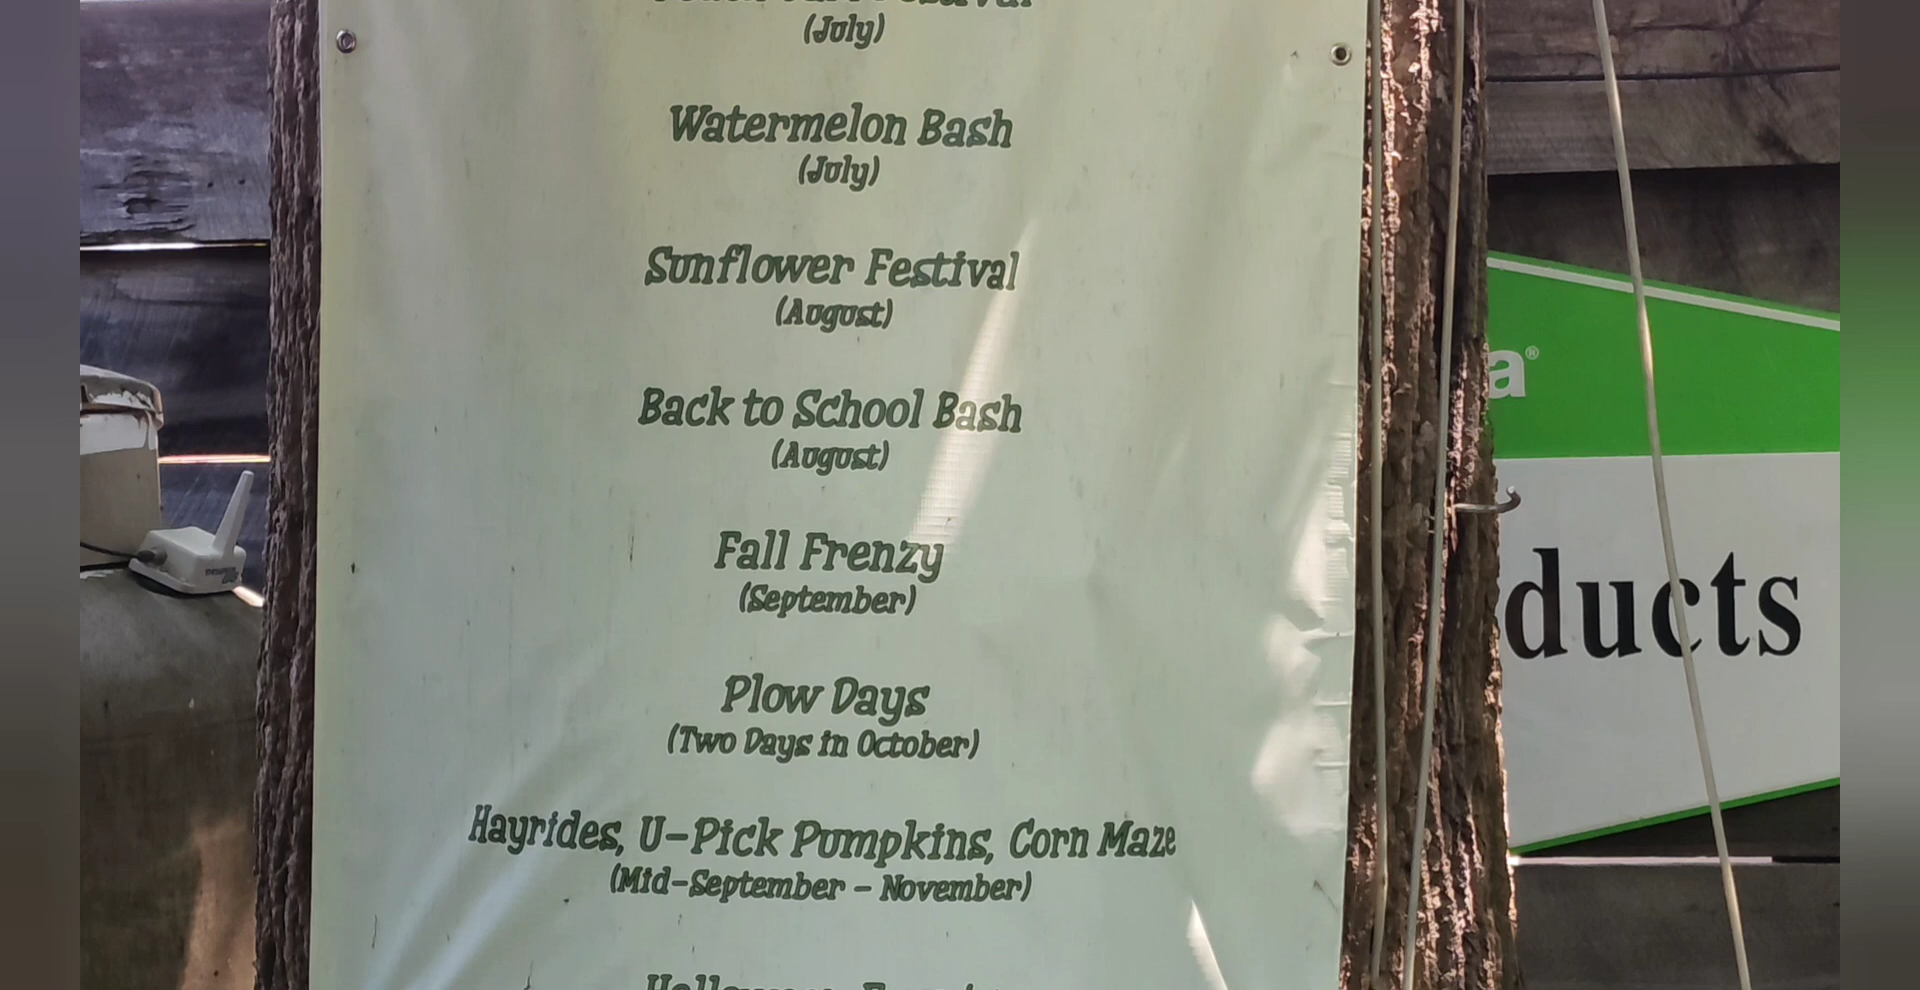 Festival
(July)
Watermelon Bash
(July)
Sunflower Festival
(August)
Back to School Bash
(August)
Fall Frenzy
(September)
Plow Days
(Two Days in October)
Hayrides, U-Pick Pumpkins, Corn Maze
(Mid-September - November)
a®
ducts